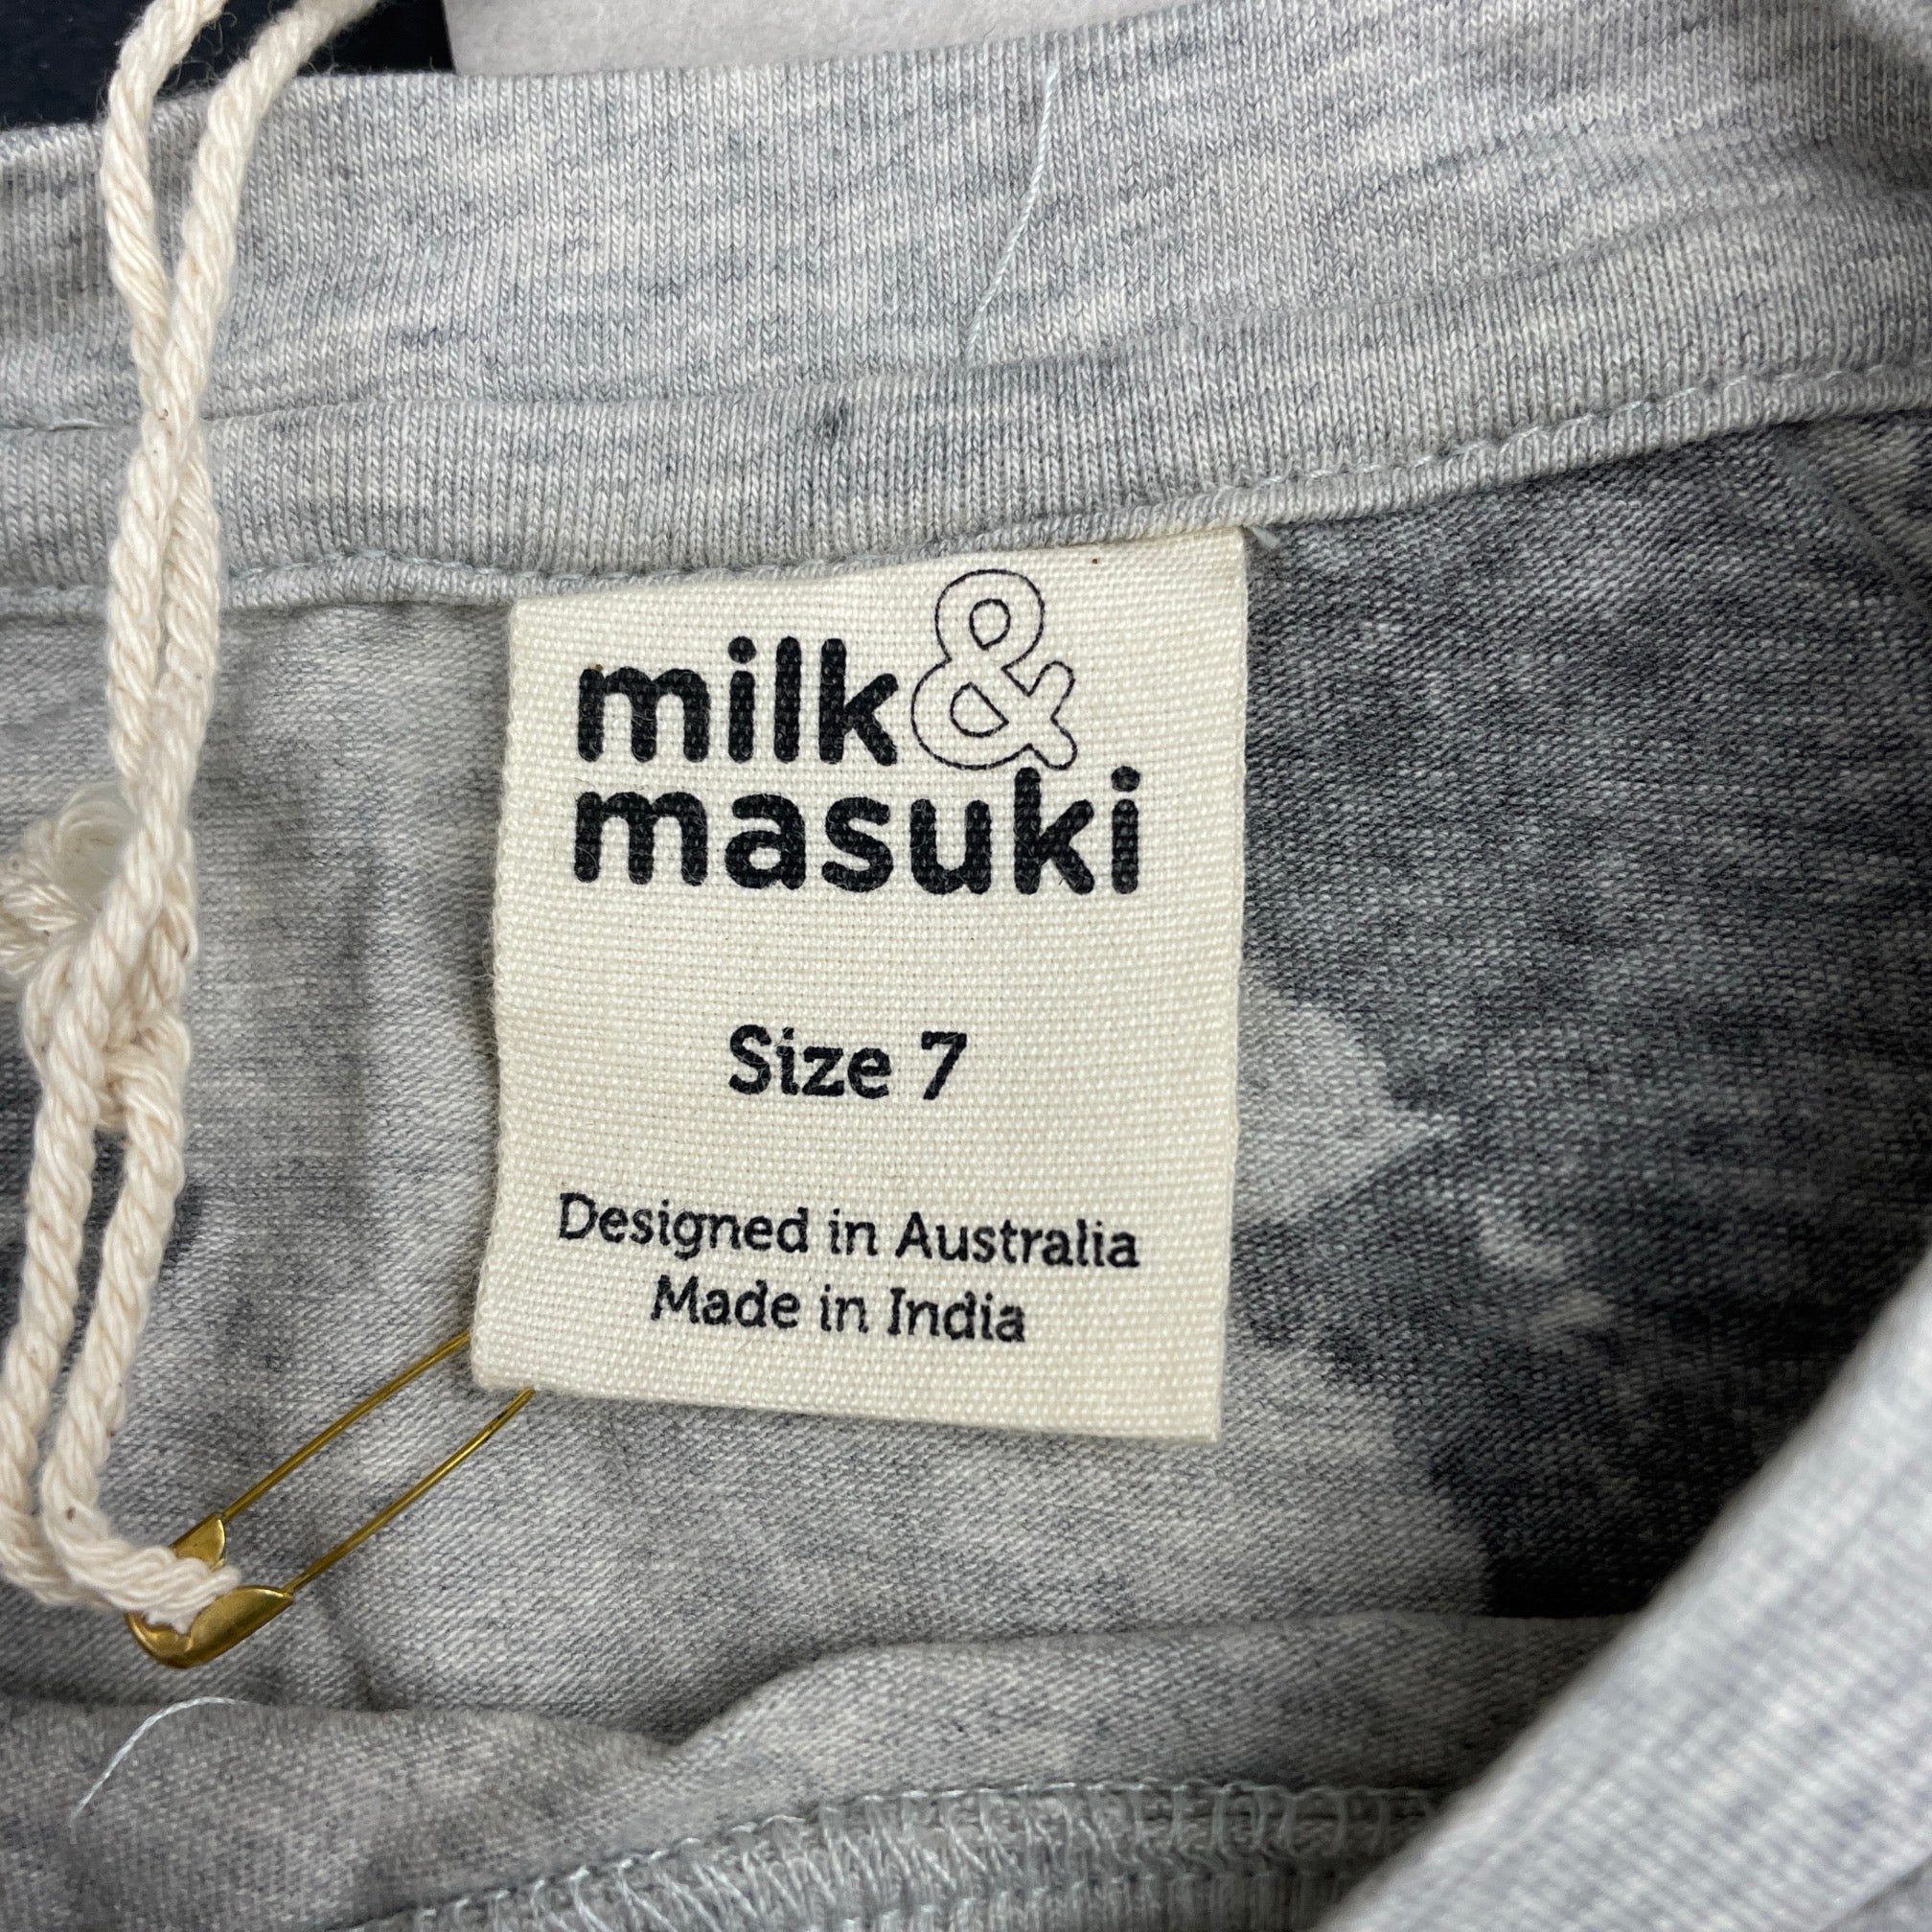 milk &
masuki
Size 7
Designed in Australia
Made in India